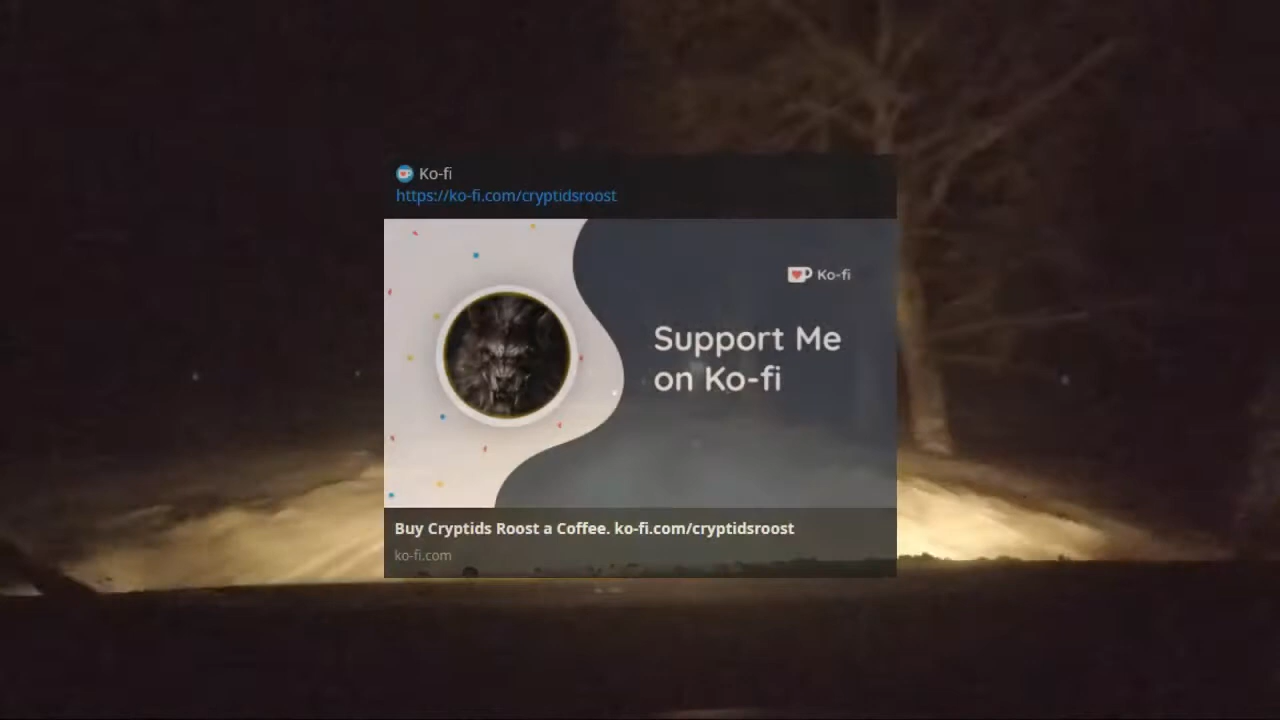 Ko-fi
https://ko-fi.com/cryptidsroost
Ko-fi
Support Me
on Ko-fi
Buy Cryptids Roost a Coffee. ko-fi.com/cryptidsroost
ko-fi.com